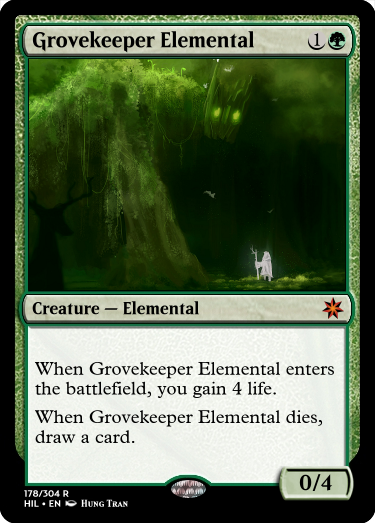 Grovekeeper Elemental 1
Creature — Elemental
When Grovekeeper Elemental enters
the battlefield, you gain 4 life.
When Grovekeeper Elemental dies,
draw a card.
0/4
178/304 R
HIL • EN Hung Tran